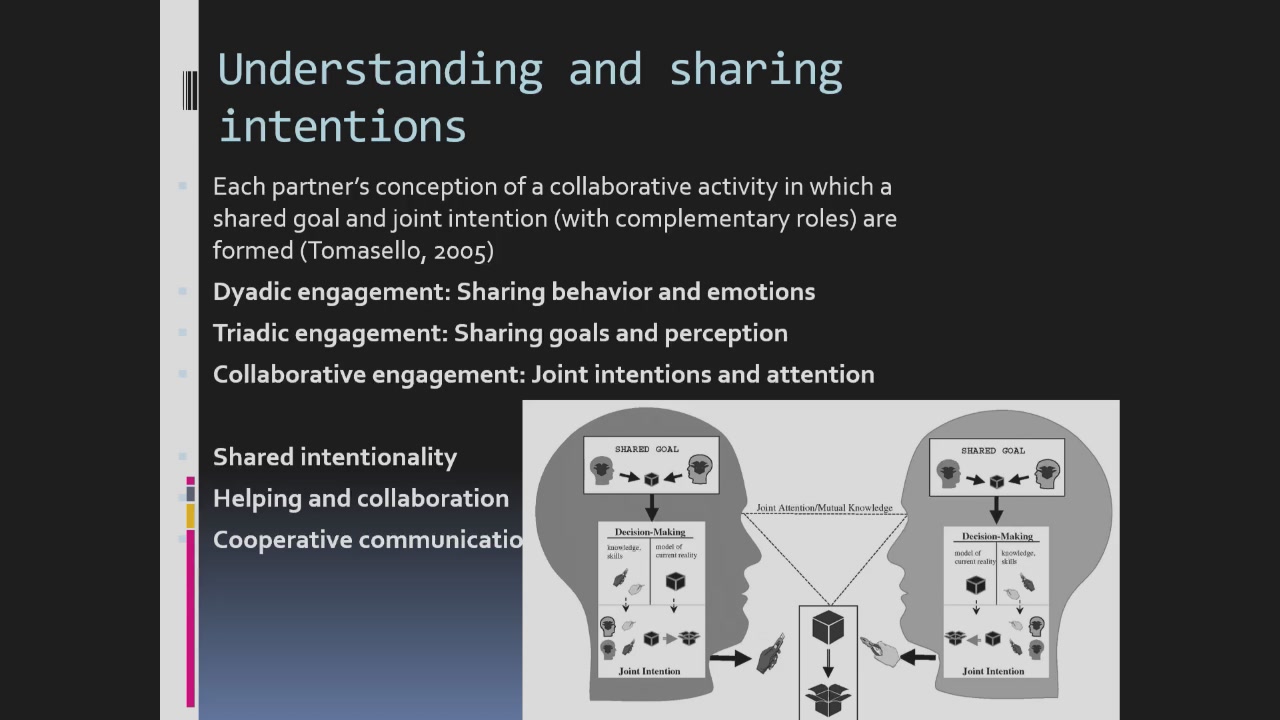 Understanding and sharing
intentions
Each partner's conception of a collaborative activity in which a
shared goal and joint intention (with complementary roles) are
formed (Tomasello, 2005)
Dyadic engagement: Sharing behavior and emotions
Triadic engagement: Sharing goals and perception
Collaborative engagement: Joint intentions and attention
Shared intentionality
Helping and collaboration
Cooperative communicatio
SHARED GOAL
Decision-Making
knowledge,
skills
model of
current reality
Joint Intention
Joint Attention/Mutual Knowledge
SHARED GOAL
Decision-Making
model of
current reality
knowledge,
skills
Joint Intention